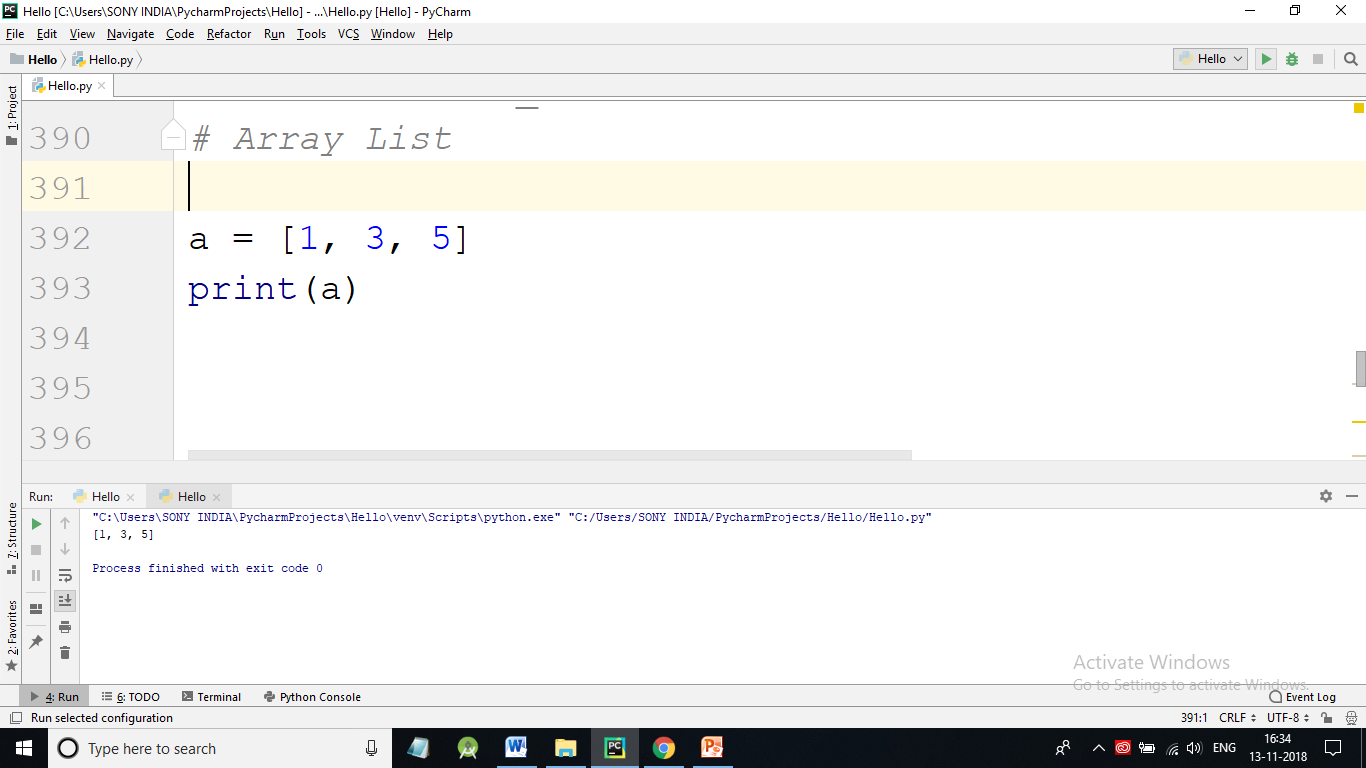 Hello [C:\Users\SONY INDIA\PycharmProjects\Hello] - ...\Hello.py [Hello] - PyCharm
File Edit View Navigate Code Refactor Run Tools VCS Window Help
Hello Hello.py Hello
Hello.py
1: Project
390 # Array List
391
392 a = [1, 3, 5]
393 print(a)
394
395
396
7: Structure
2: Favorites
Run: Hello Hello
"C:\Users\SONY INDIA\PycharmProjects\Hello\venv\Scripts\python.exe" "C:/Users/SONY INDIA/PycharmProjects/Hello/Hello.py"
[1, 3, 5]
Process finished with exit code 0
Activate Windows
Go to Settings to activate Windows.
4: Run 6: TODO Terminal Python Console Event Log
Run selected configuration 391:1 CRLF UTF-8
Type here to search ENG 16:34
13-11-2018